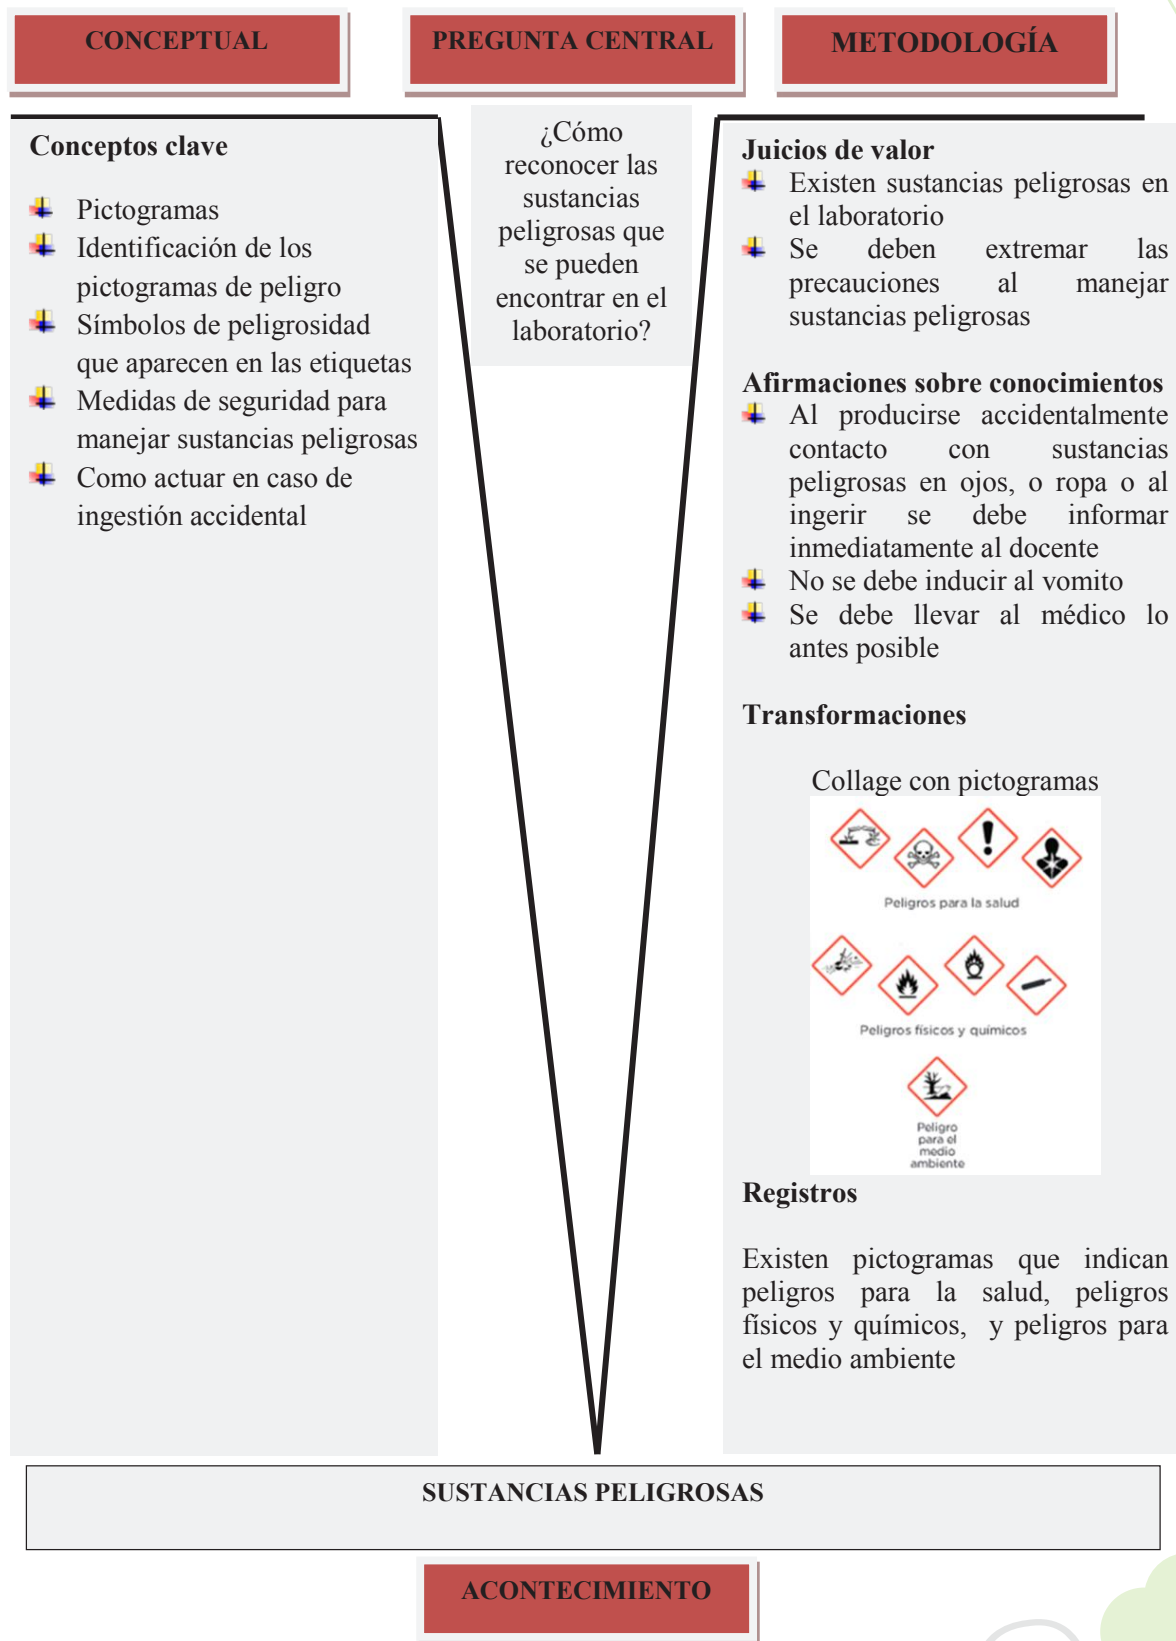 CONCEPTUAL
PREGUNTA CENTRAL
METODOLOGÍA
Conceptos clave
Pictogramas
Identificación de los
pictogramas de peligro
Símbolos de peligrosidad
que aparecen en las etiquetas
Medidas de seguridad para
manejar sustancias peligrosas
Como actuar en caso de
ingestión accidental
¿Cómo
reconocer las
sustancias
peligrosas que
se pueden
encontrar en el
laboratorio?
Juicios de valor
Existen sustancias peligrosas en
el laboratorio
Se deben extremar las
precauciones al manejar
sustancias peligrosas
Afirmaciones sobre conocimientos
Al producirse accidentalmente
contacto con sustancias
peligrosas en ojos, o ropa o al
ingerir se debe informar
inmediatamente al docente
No se debe inducir al vomito
Se debe llevar al médico lo
antes posible
Transformaciones
Collage con pictogramas
Peligros para la salud
Peligros físicos y químicos
Peligro
para el
medio
ambiente
Registros
Existen pictogramas que indican
peligros para la salud, peligros
físicos y químicos, y peligros para
el medio ambiente
SUSTANCIAS PELIGROSAS
ACONTECIMIENTO